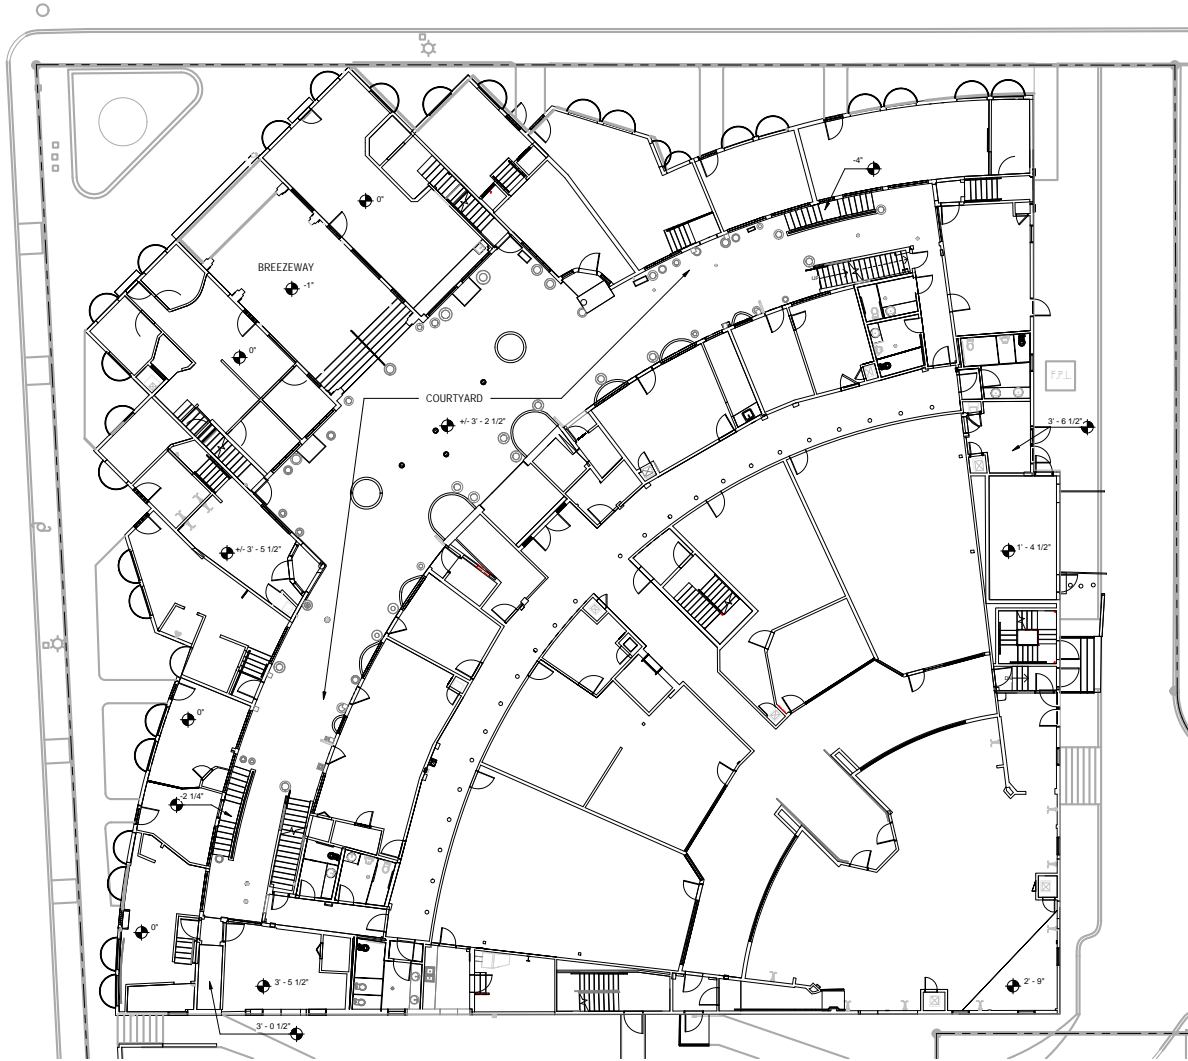 -4"
0"
BREEZEWAY
-1"
0"
F.P.L.
COURTYARD
+/- 3' - 2 1/2"
3' - 6 1/2"
+/- 3' - 5 1/2"
1' - 4 1/2"
0"
-2 1/4"
0"
3' - 5 1/2"
2' - 9"
3' - 0 1/2"